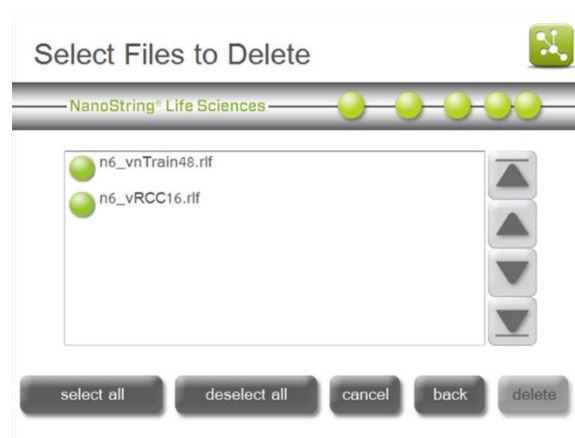 Select Files to Delete
NanoString® Life Sciences
n6_vnTrain48.rlf
n6_vRCC16.rlf
select all
deselect all
cancel
back
delete